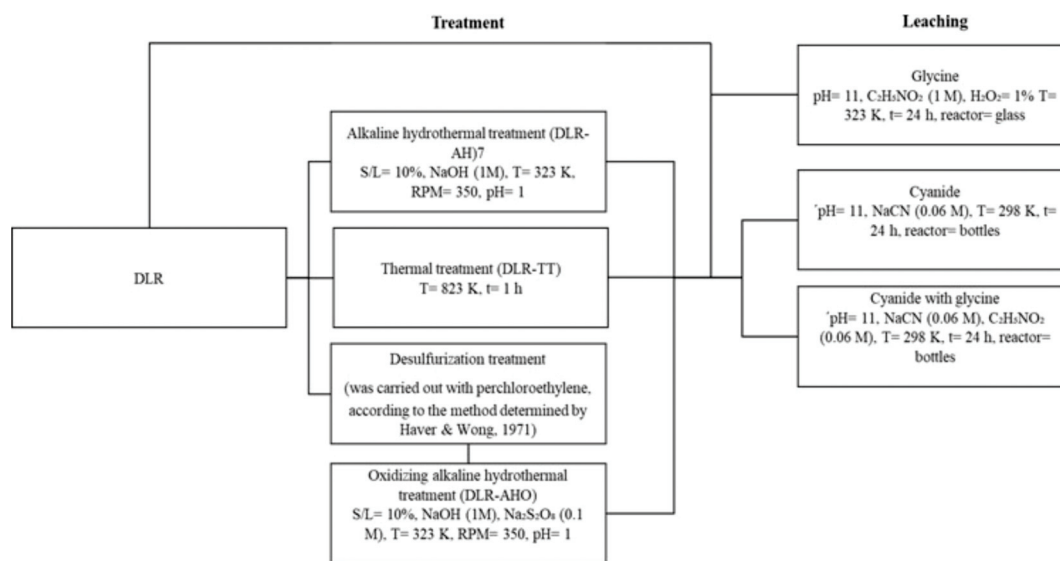 Treatment
Leaching
DLR
Alkaline hydrothermal treatment (DLR-
AH)7
S/L= 10%, NaOH (1M), T= 323 K,
RPM= 350, pH= 1
Thermal treatment (DLR-TT)
T= 823 K, t= 1 h
Desulfurization treatment
(was carried out with perchloroethylene,
according to the method determined by
Haver & Wong, 1971)
Oxidizing alkaline hydrothermal
treatment (DLR-AHO)
S/L= 10%, NaOH (1M), Na₂S₂O₈ (0.1
M), T= 323 K, RPM= 350, pH= 1
Glycine
pH= 11, C₂H₅NO₂ (1 M), H₂O₂= 1% T=
323 K, t= 24 h, reactor= glass
Cyanide
´pH= 11, NaCN (0.06 M), T= 298 K, t=
24 h, reactor= bottles
Cyanide with glycine
´pH= 11, NaCN (0.06 M), C₂H₅NO₂
(0.06 M), T= 298 K, t= 24 h, reactor=
bottles